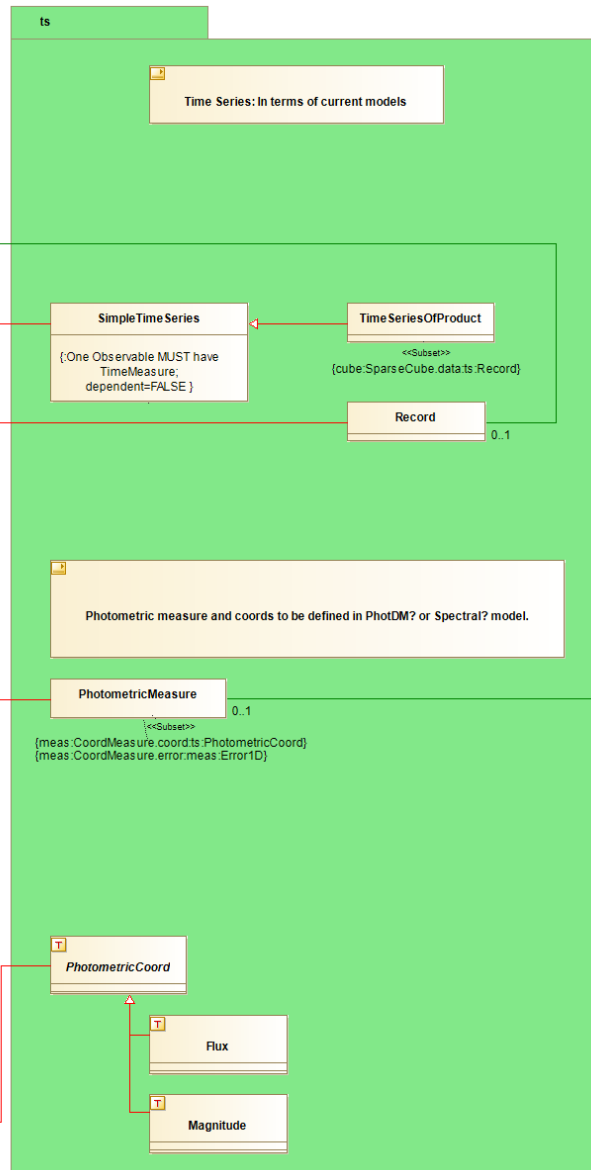 ts
Time Series: In terms of current models
SimpleTimeSeries
TimeSeriesOfProduct
{:One Observable MUST have
TimeMeasure;
dependent=FALSE }
<<Subset>>
{cube:SparseCube.data:ts:Record}
Record
0..1
Photometric measure and coords to be defined in PhotDM? or Spectral? model.
PhotometricMeasure
0..1
<<Subset>>
{meas:CoordMeasure.coord:ts:PhotometricCoord}
{meas:CoordMeasure.error:meas:Error1D}
T
PhotometricCoord
T
Flux
T
Magnitude